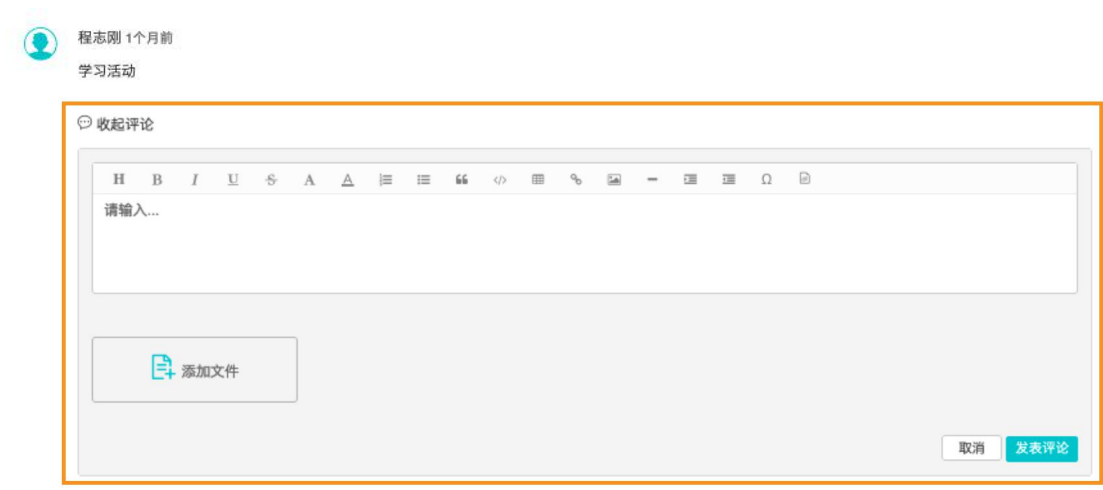 程志刚 1个月前
学习活动
收起评论
H B I U S A A </> Ω
请输入...
添加文件
取消 发表评论